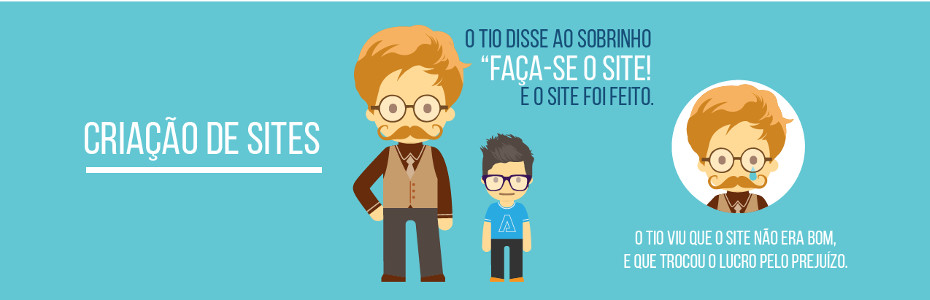 CRIAÇÃO DE SITES
O TIO DISSE AO SOBRINHO
“FAÇA-SE O SITE!
E O SITE FOI FEITO.
O TIO VIU QUE O SITE NÃO ERA BOM,
E QUE TROCOU O LUCRO PELO PREJUÍZO.